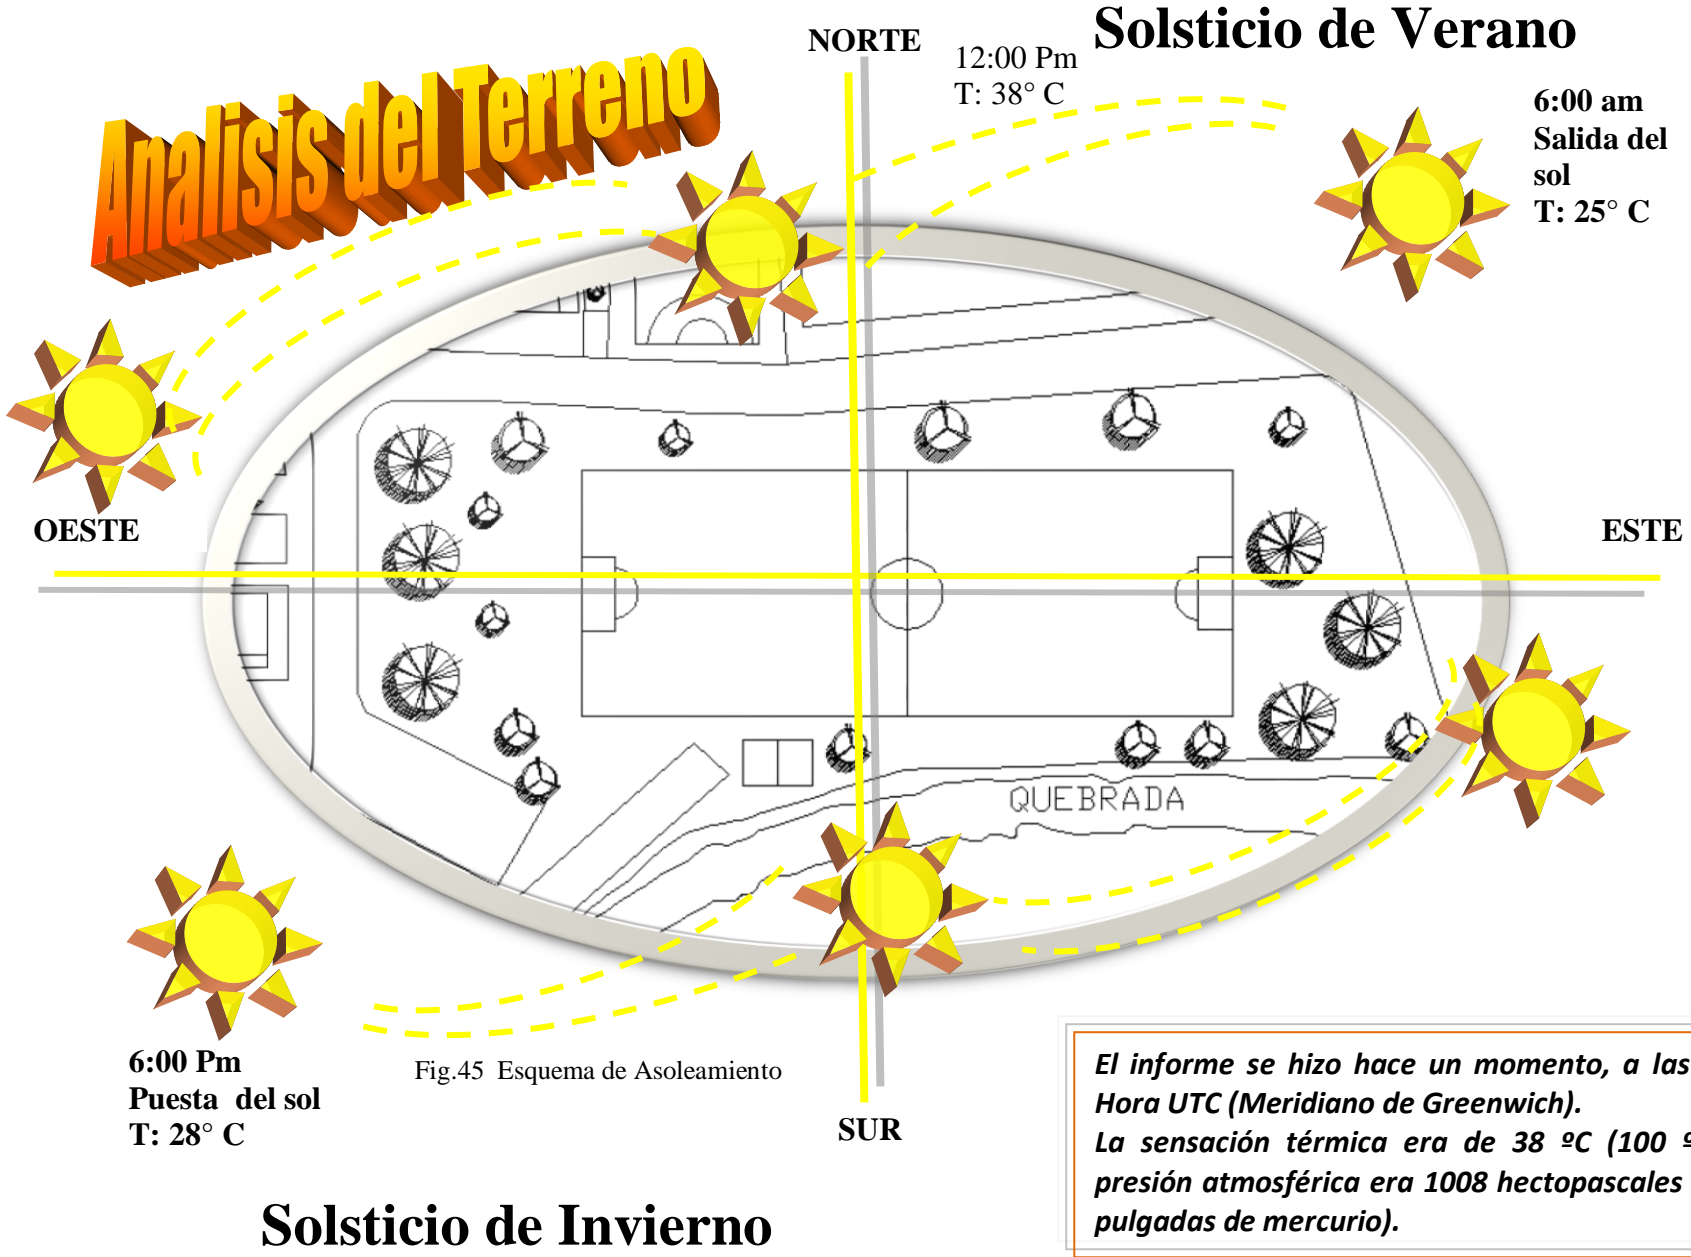 Solsticio de Verano
NORTE
12:00 Pm
T: 38° C
Analisis del Terreno
6:00 am
Salida del
sol
T: 25° C
OESTE
ESTE
QUEBRADA
6:00 Pm
Puesta del sol
T: 28° C
Fig.45 Esquema de Asoleamiento
SUR
El informe se hizo hace un momento, a las
Hora UTC (Meridiano de Greenwich).
La sensación térmica era de 38 ºC (100 º
presión atmosférica era 1008 hectopascales
pulgadas de mercurio).
Solsticio de Invierno